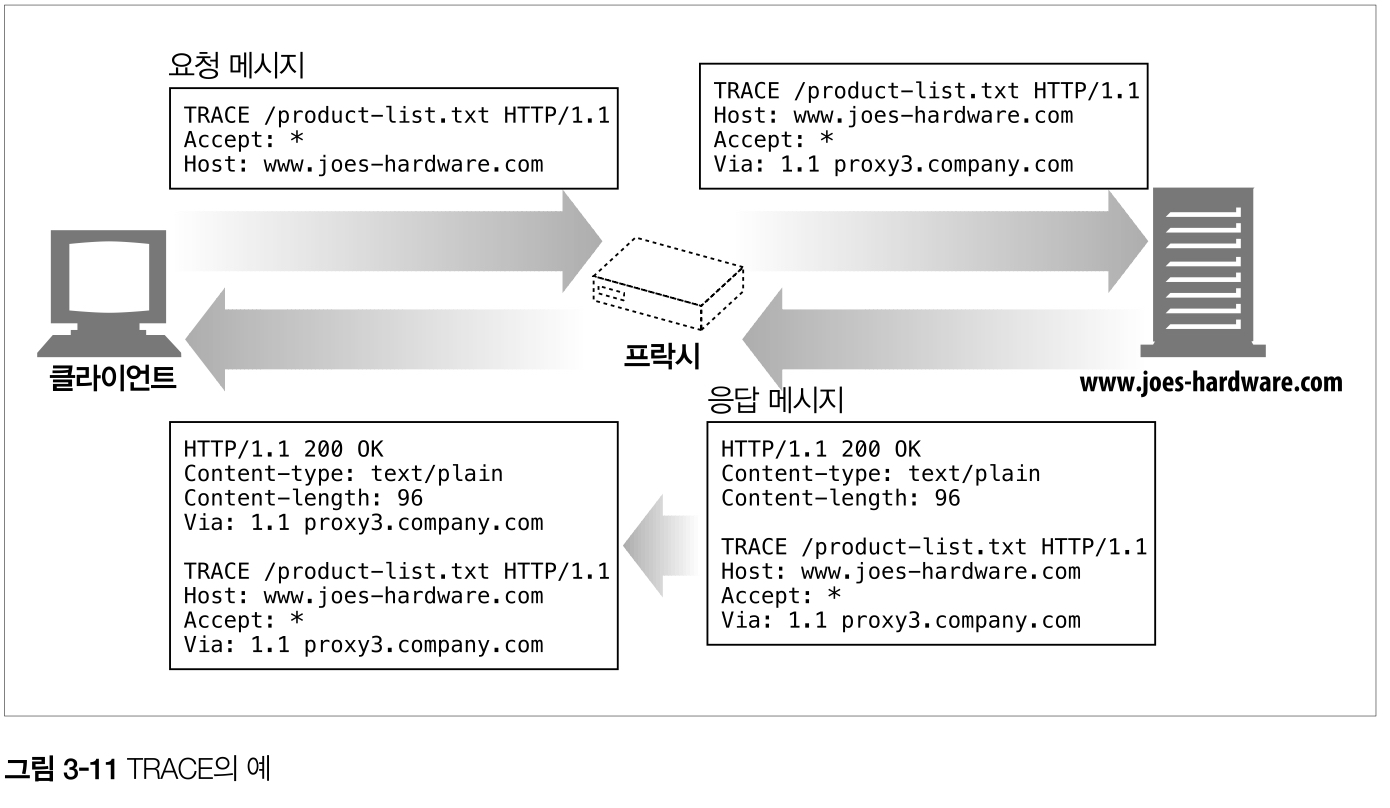 요청 메시지
TRACE /product-list.txt HTTP/1.1
Accept: *
Host: www.joes-hardware.com
TRACE /product-list.txt HTTP/1.1
Host: www.joes-hardware.com
Accept: *
Via: 1.1 proxy3.company.com
클라이언트
프락시
www.joes-hardware.com
응답 메시지
HTTP/1.1 200 OK
Content-type: text/plain
Content-length: 96
TRACE /product-list.txt HTTP/1.1
Host: www.joes-hardware.com
Accept: *
Via: 1.1 proxy3.company.com
HTTP/1.1 200 OK
Content-type: text/plain
Content-length: 96
Via: 1.1 proxy3.company.com
TRACE /product-list.txt HTTP/1.1
Host: www.joes-hardware.com
Accept: *
Via: 1.1 proxy3.company.com
그림 3-11 TRACE의 예